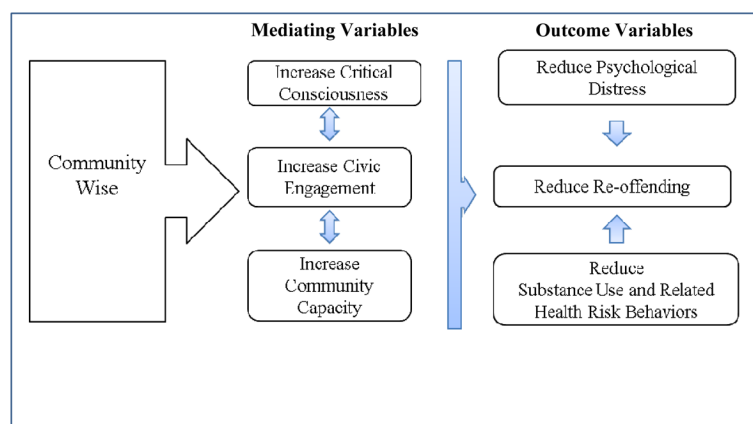 Mediating Variables
Outcome Variables
Community
Wise
Increase Critical
Consciousness
Increase Civic
Engagement
Increase
Community
Capacity
Reduce Psychological
Distress
Reduce Re-offending
Reduce
Substance Use and Related
Health Risk Behaviors